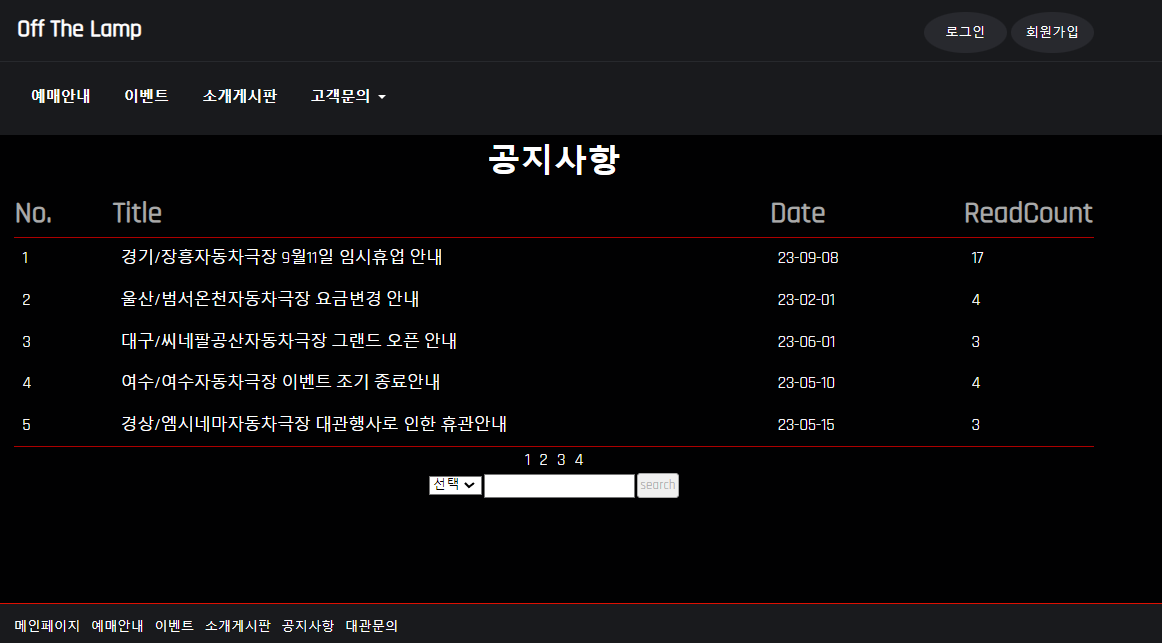 Off The Lamp 로그인 회원가입
예매안내 이벤트 소개게시판 고객문의
공지사항
No. Title Date ReadCount
1 경기/장흥자동차극장 9월11일 임시휴업 안내 23-09-08 17
2 울산/범서온천자동차극장 요금변경 안내 23-02-01 4
3 대구/씨네팔공산자동차극장 그랜드 오픈 안내 23-06-01 3
4 여수/여수자동차극장 이벤트 조기 종료안내 23-05-10 4
5 경상/엠시네마자동차극장 대관행사로 인한 휴관안내 23-05-15 3
1 2 3 4
선택 search
메인페이지 예매안내 이벤트 소개게시판 공지사항 대관문의